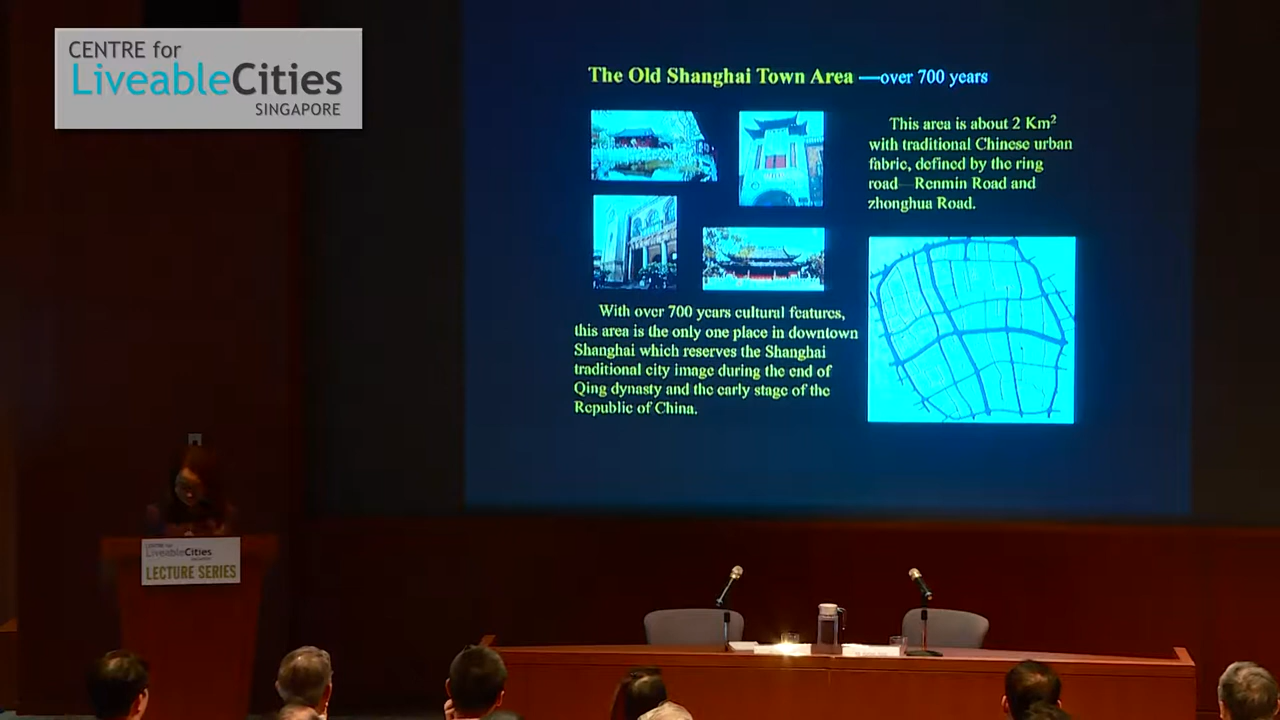 CENTRE for
LiveableCities
SINGAPORE
The Old Shanghai Town Area —over 700 years
This area is about 2 Km²
with traditional Chinese urban
fabric, defined by the ring
road Renmin Road and
zhonghua Road.
With over 700 years cultural features,
this area is the only one place in downtown
Shanghai which reserves the Shanghai
traditional city image during the end of
Qing dynasty and the early stage of the
Republic of China.
CENTRE for
LiveableCities
LECTURE SERIES